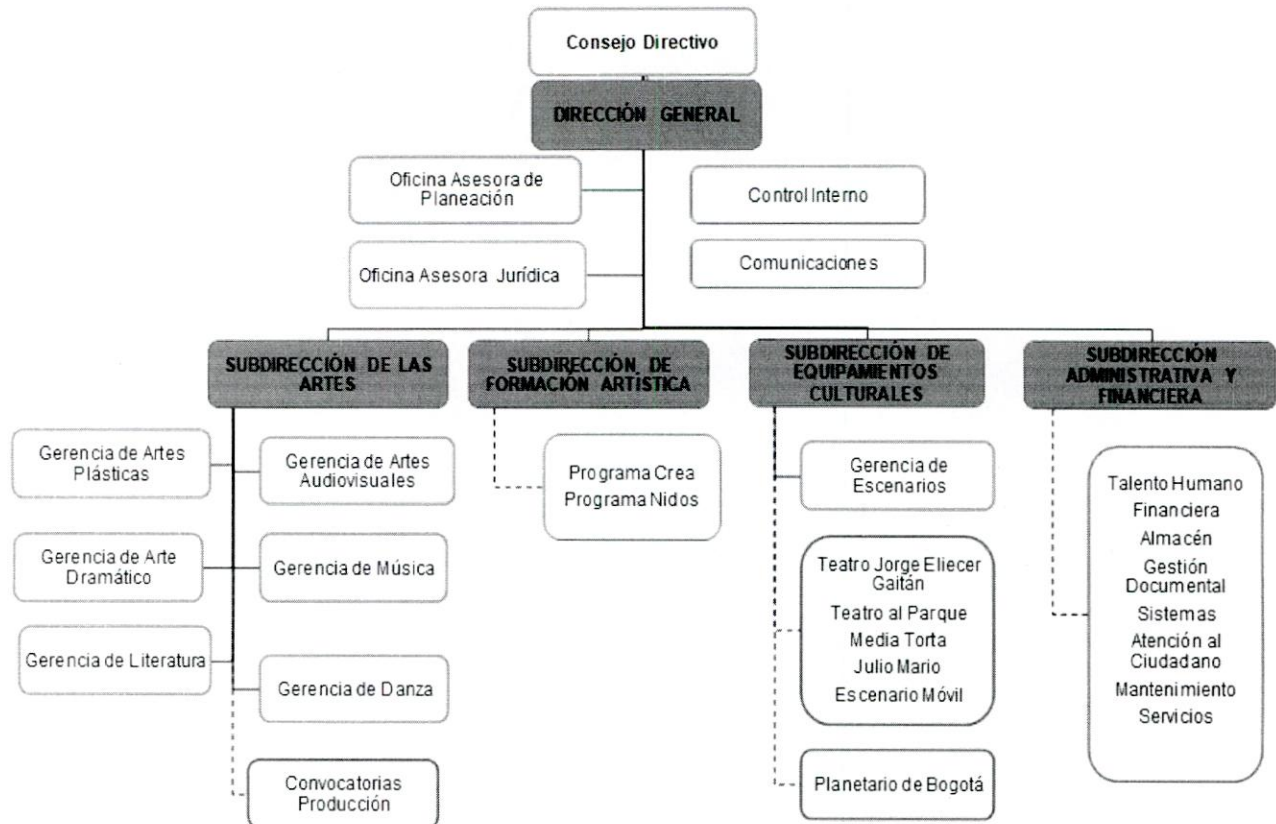 Consejo Directivo
DIRECCIÓN GENERAL
Oficina Asesora de
Planeación
Control Interno
Oficina Asesora Jurídica
Comunicaciones
SUBDIRECCIÓN DE LAS
ARTES
SUBDIRECCIÓN DE
FORMACIÓN ARTÍSTICA
SUBDIRECCIÓN DE
EQUIPAMIENTOS
CULTURALES
SUBDIRECCIÓN
ADMINISTRATIVA Y
FINANCIERA
Gerencia de Artes
Plásticas
Gerencia de Artes
Audiovisuales
Gerencia de Arte
Dramático
Gerencia de Música
Gerencia de Literatura
Gerencia de Danza
Convocatorias
Producción
Programa Crea
Programa Nidos
Gerencia de
Escenarios
Teatro Jorge Eliecer
Gaitán
Teatro al Parque
Media Torta
Julio Mario
Escenario Móvil
Planetario de Bogotá
Talento Humano
Financiera
Almacén
Gestión
Documental
Sistemas
Atención al
Ciudadano
Mantenimiento
Servicios